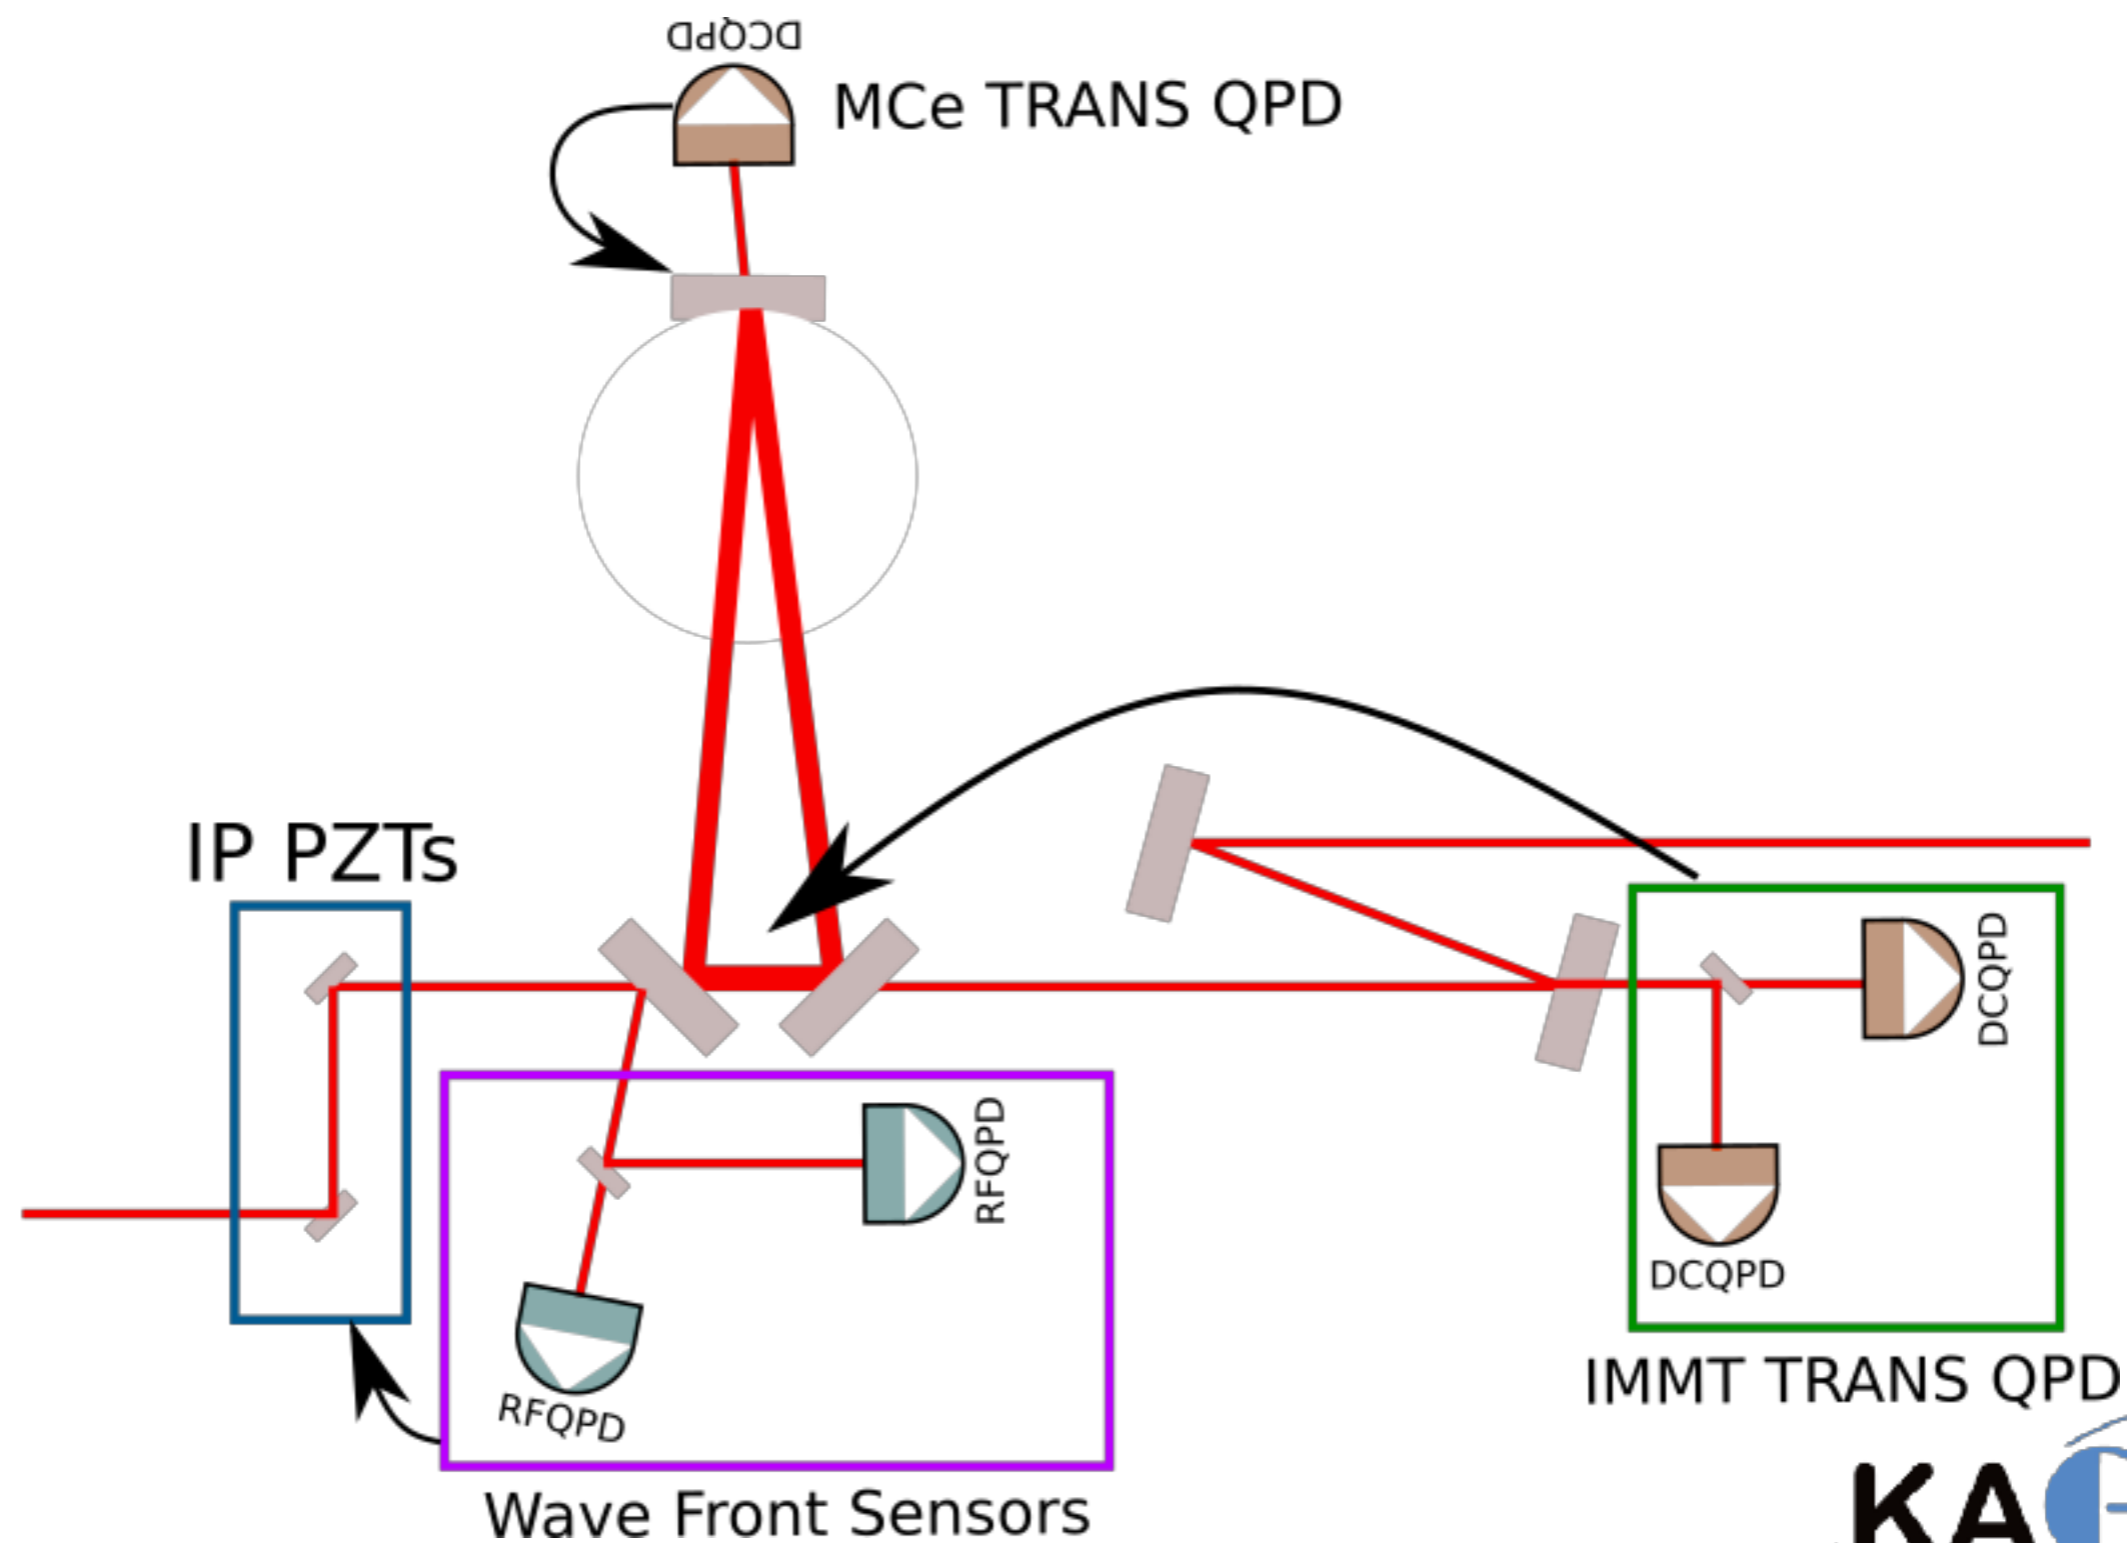 DCQPD
MCe TRANS QPD
IP PZTs
DCQPD
RFQPD
DCQPD
IMMT TRANS QPD
RFQPD
Wave Front Sensors
KA